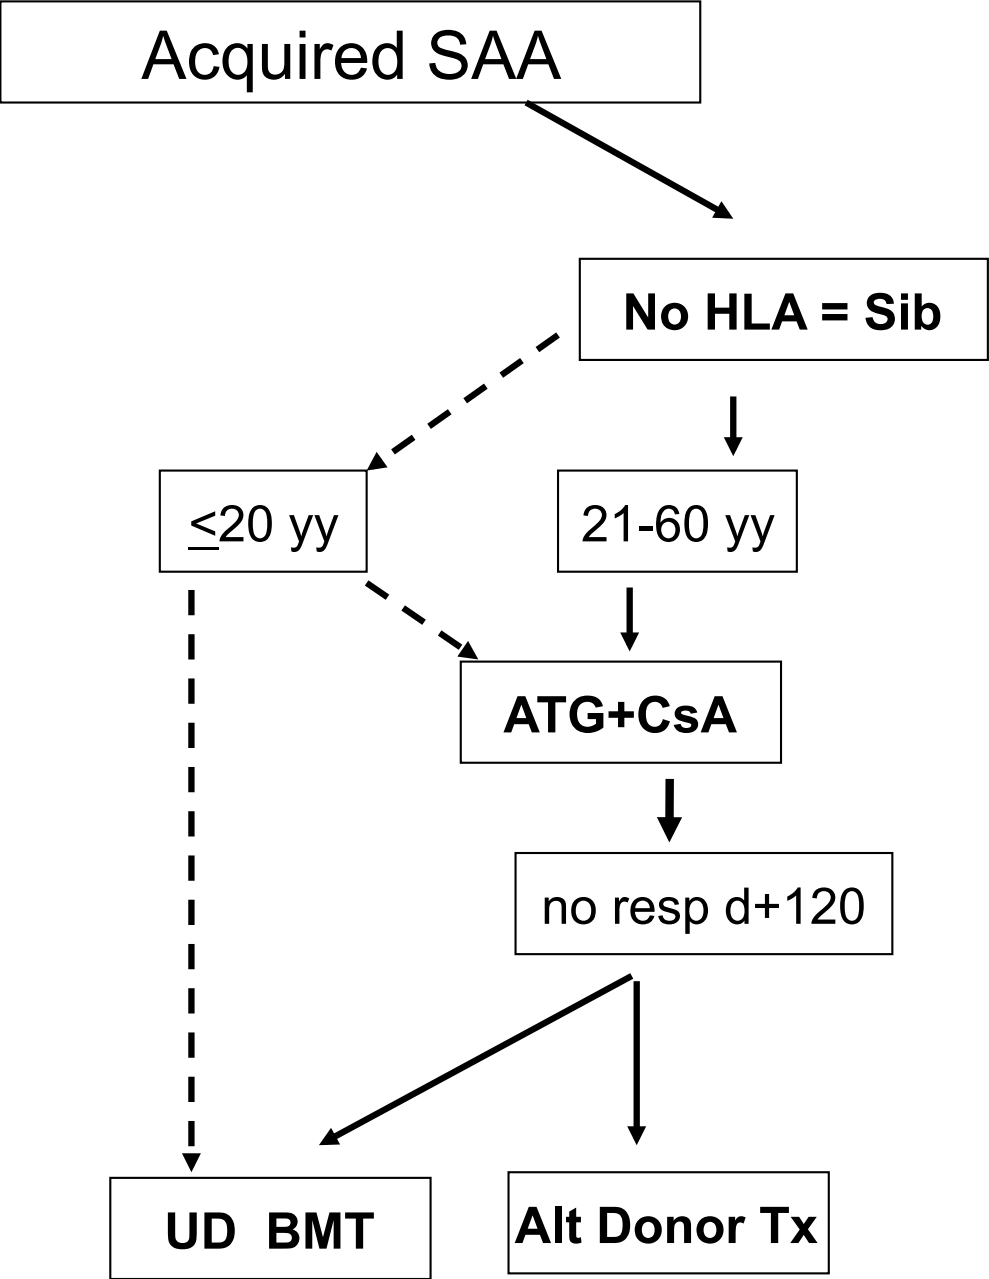 Acquired SAA
No HLA = Sib
≤20 yy
21-60 yy
ATG+CsA
no resp d+120
UD BMT
Alt Donor Tx